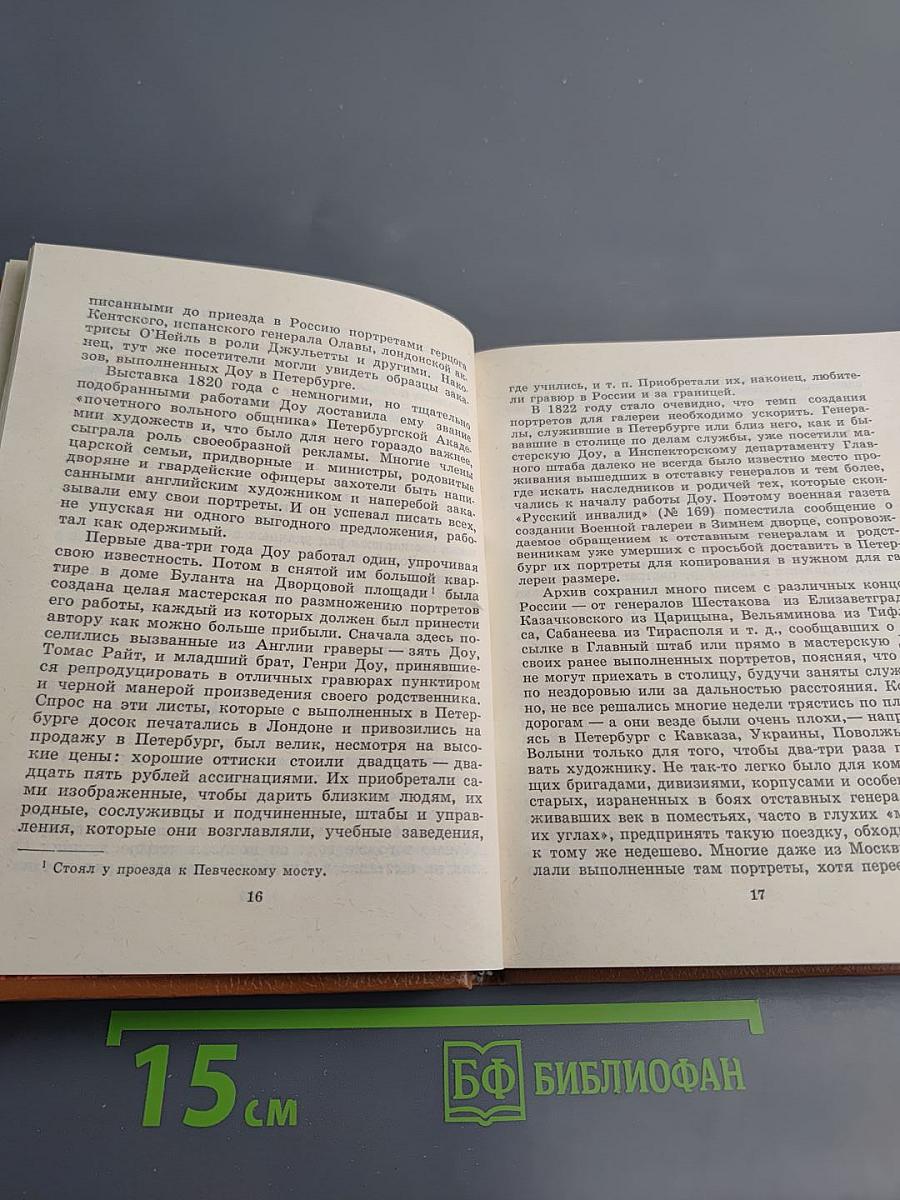 писанными до приезда в Россию портретами герцога
Кентского, испанского генерала Олавы, лондонской ак-
трисы О'Нейль в роли Джульетты и другими. Нако-
нец, тут же посетители могли увидеть образцы зака-
зов, выполненных Доу в Петербурге.
Выставка 1820 года с немногими, но тщательно
подобранными работами Доу доставила ему звание
«почетного вольного общника» Петербургской Акаде-
мии художеств и, что было для него гораздо важнее,
сыграла роль своеобразной рекламы. Многие члены
царской семьи, придворные и министры, родовитые
дворяне и гвардейские офицеры захотели быть напи-
санными английским художником и наперебой зака-
зывали ему свои портреты. И он успевал писать всех,
не упуская ни одного выгодного предложения, рабо-
тал как одержимый.
Первые два-три года Доу работал один, упрочивая
свою известность. Потом в снятой им большой квар-
тире в доме Буланта на Дворцовой площади¹ была
создана целая мастерская по размножению портретов
его работы, каждый из которых должен был принести
автору как можно больше прибыли. Сначала здесь по-
селились вызванные из Англии граверы — зять Доу,
Томас Райт, и младший брат, Генри Доу, принявшие-
ся репродуцировать в отличных гравюрах пунктиром
и черной манерой произведения своего родственника.
Спрос на эти листы, которые с выполненных в Петер-
бурге досок печатались в Лондоне и привозились на
продажу в Петербург, был велик, несмотря на высо-
кие цены: хорошие оттиски стоили двадцать — два-
дцать пять рублей ассигнациями. Их приобретали са-
ми изображенные, чтобы дарить близким людям, их
родные, сослуживцы и подчиненные, штабы и управ-
ления, которые они возглавляли, учебные заведения,
¹ Стоял у проезда к Певческому мосту.
16
где учились, и т. п. Приобретали их, наконец, любите-
ли гравюр в России и за границей.
В 1822 году стало очевидно, что темп создания
портретов для галереи необходимо ускорить. Генера-
лы, служившие в Петербурге или близ него, как и бы-
вавшие в столице по делам службы, уже посетили ма-
стерскую Доу, а Инспекторскому департаменту Глав-
ного штаба далеко не всегда было известно место про-
живания вышедших в отставку генералов и тем более,
где искать наследников и родичей тех, которые скон-
чались к началу работы Доу. Поэтому военная газета
«Русский инвалид» (№ 169) поместила сообщение о
создании Военной галереи в Зимнем дворце, сопровож-
даемое обращением к отставным генералам и родст-
венникам уже умерших с просьбой доставить в Петер-
бург их портреты для копирования в нужном для га
лереи размере.
Архив сохранил много писем с различных концо
России — от генералов Шестакова из Елизаветград
Казачковского из Царицына, Вельяминова из Тифл
са, Сабанеева из Тирасполя и т. д., сообщавших о
сылке в Главный штаб или прямо в мастерскую
своих ранее выполненных портретов, поясняя, что
не могут приехать в столицу, будучи заняты служ
по нездоровью или за дальностью расстояния. Ко
но, не все решались многие недели трястись по пл
дорогам — а они везде были очень плохи,— напр
ясь в Петербург с Кавказа, Украины, Поволжь
Волыни только для того, чтобы два-три раза п
вать художнику. Не так-то легко было для ком
щих бригадами, дивизиями, корпусами и особен
старых, израненных в боях отставных генера
живавших век в поместьях, часто в глухих «м
их углах», предпринять такую поездку, обход
к тому же недешево. Многие даже из Москв
лали выполненные там портреты, хотя перее
17
15 см
БФ БИБЛИОФАН